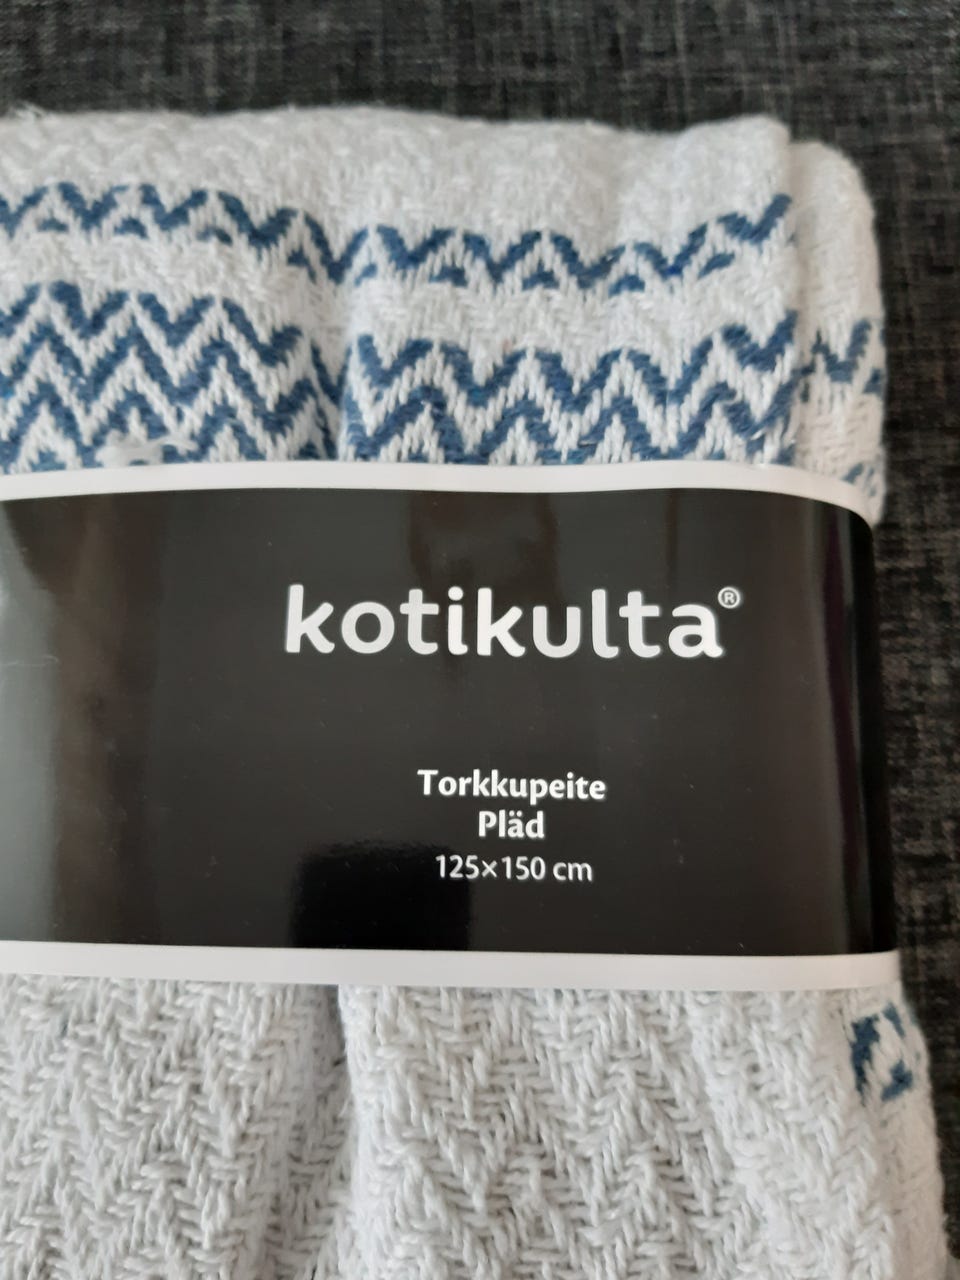 kotikulta®
Torkkupeite
Pläd
125×150 cm